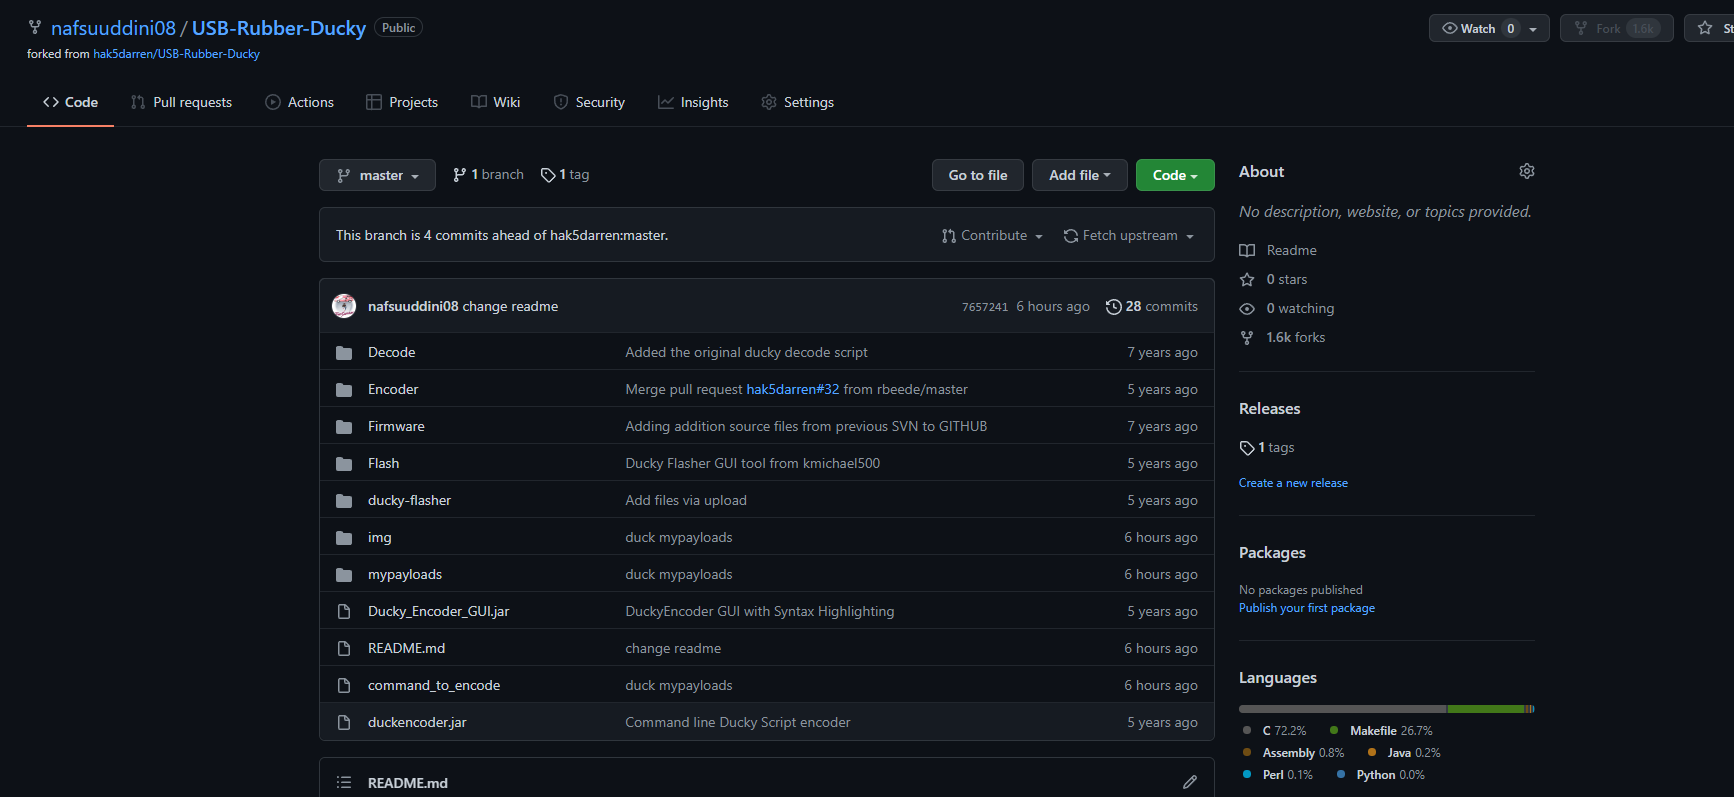 nafsuuddini08 / USB-Rubber-Ducky Public
Watch 0
Fork 1.6k
forked from hak5darren/USB-Rubber-Ducky
Code Pull requests Actions Projects Wiki Security Insights Settings
master 1 branch 1 tag Go to file Add file Code
This branch is 4 commits ahead of hak5darren:master. Contribute Fetch upstream
nafsuuddini08 change readme 7657241 6 hours ago 28 commits
Decode Added the original ducky decode script 7 years ago
Encoder Merge pull request hak5darren#32 from rbeede/master 5 years ago
Firmware Adding addition source files from previous SVN to GITHUB 7 years ago
Flash Ducky Flasher GUI tool from kmichael500 5 years ago
ducky-flasher Add files via upload 5 years ago
img duck mypayloads 6 hours ago
mypayloads duck mypayloads 6 hours ago
Ducky_Encoder_GUI.jar DuckyEncoder GUI with Syntax Highlighting 5 years ago
README.md change readme 6 hours ago
command_to_encode duck mypayloads 6 hours ago
duckencoder.jar Command line Ducky Script encoder 5 years ago
README.md
About
No description, website, or topics provided.
Readme
0 stars
0 watching
1.6k forks
Releases
1 tags
Create a new release
Packages
No packages published
Publish your first package
Languages
C 72.2% Makefile 26.7%
Assembly 0.8% Java 0.2%
Perl 0.1% Python 0.0%